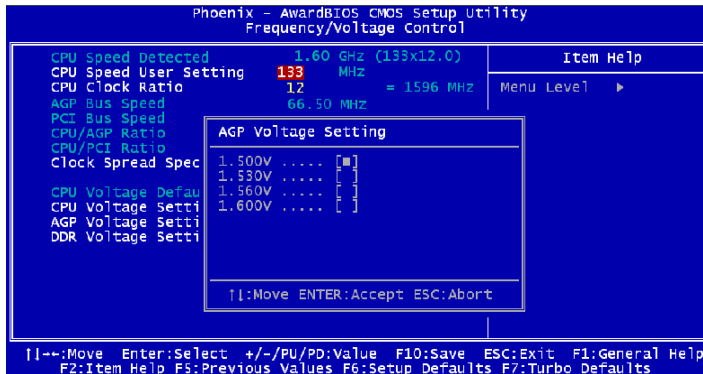 Phoenix - AwardBIOS CMOS Setup Utility
Frequency/Voltage Control
CPU Speed Detected 1.60 GHz (133x12.0)
Item Help
CPU Speed User Setting 133 MHz
CPU Clock Ratio 12 = 1596 MHz
Menu Level ▶
AGP Bus Speed 66.50 MHz
PCI Bus Speed
CPU/AGP Ratio
CPU/PCI Ratio
Clock Spread Spec
CPU Voltage Defau
CPU Voltage Setti
AGP Voltage Setti
DDR Voltage Setti
AGP Voltage Setting
1.500V ..... [■]
1.530V ..... [ ]
1.560V ..... [ ]
1.600V ..... [ ]
↑↓:Move ENTER:Accept ESC:Abort
↑↓→←:Move Enter:Select +/-/PU/PD:Value F10:Save ESC:Exit F1:General Help
F2:Item Help F5:Previous Values F6:Setup Defaults F7:Turbo Defaults